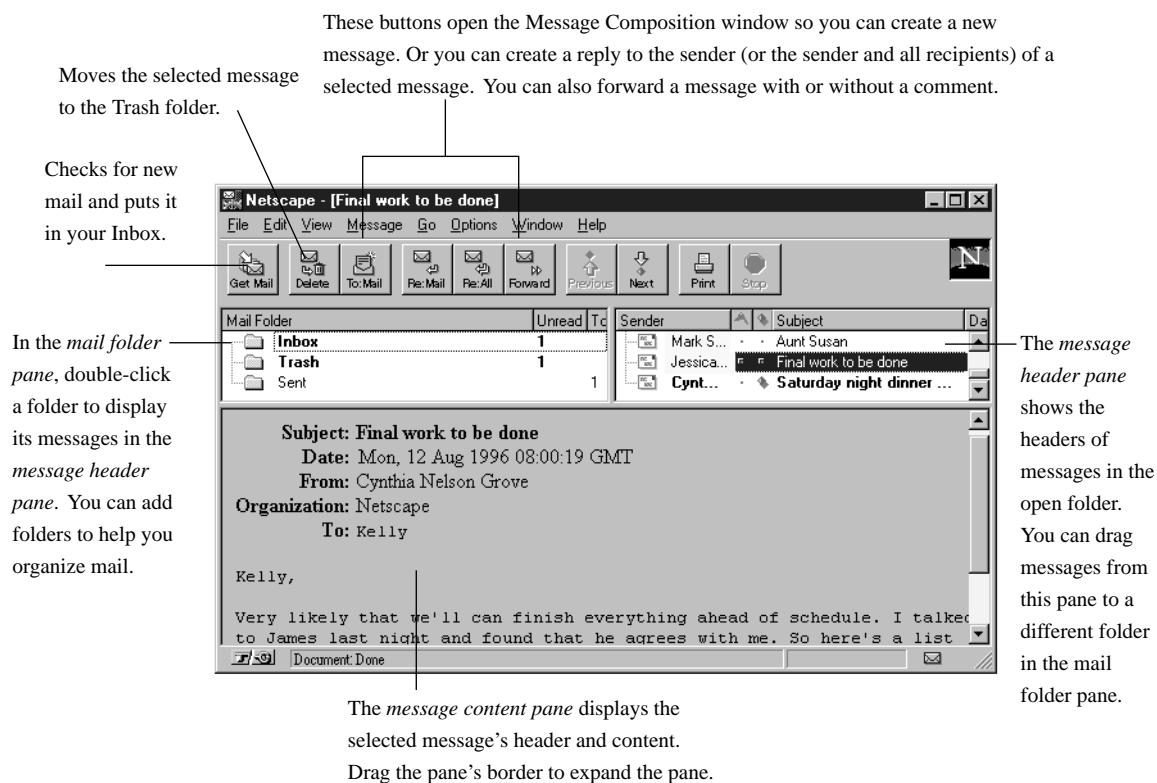 These buttons open the Message Composition window so you can create a new
message. Or you can create a reply to the sender (or the sender and all recipients) of a
selected message. You can also forward a message with or without a comment.
Moves the selected message
to the Trash folder.
Checks for new
mail and puts it
in your Inbox.
Netscape - [Final work to be done]
File Edit View Message Go Options Window Help
Get Mail Delete To: Mail Re: Mail Re: All Forward Previous Next Print Stop
N
Mail Folder Unread To
Inbox 1
Trash 1
Sent 1
Sender Subject Da
Mark S... Aunt Susan
Jessica... Final work to be done
Cynt... Saturday night dinner ...
Subject: Final work to be done
Date: Mon, 12 Aug 1996 08:00:19 GMT
From: Cynthia Nelson Grove
Organization: Netscape
To: Kelly
Kelly,
Very likely that we'll can finish everything ahead of schedule. I talked
to James last night and found that he agrees with me. So here's a list
Document: Done
In the mail folder
pane, double-click
a folder to display
its messages in the
message header
pane. You can add
folders to help you
organize mail.
The message
header pane
shows the
headers of
messages in the
open folder.
You can drag
messages from
this pane to a
different folder
in the mail
folder pane.
The message content pane displays the
selected message's header and content.
Drag the pane's border to expand the pane.